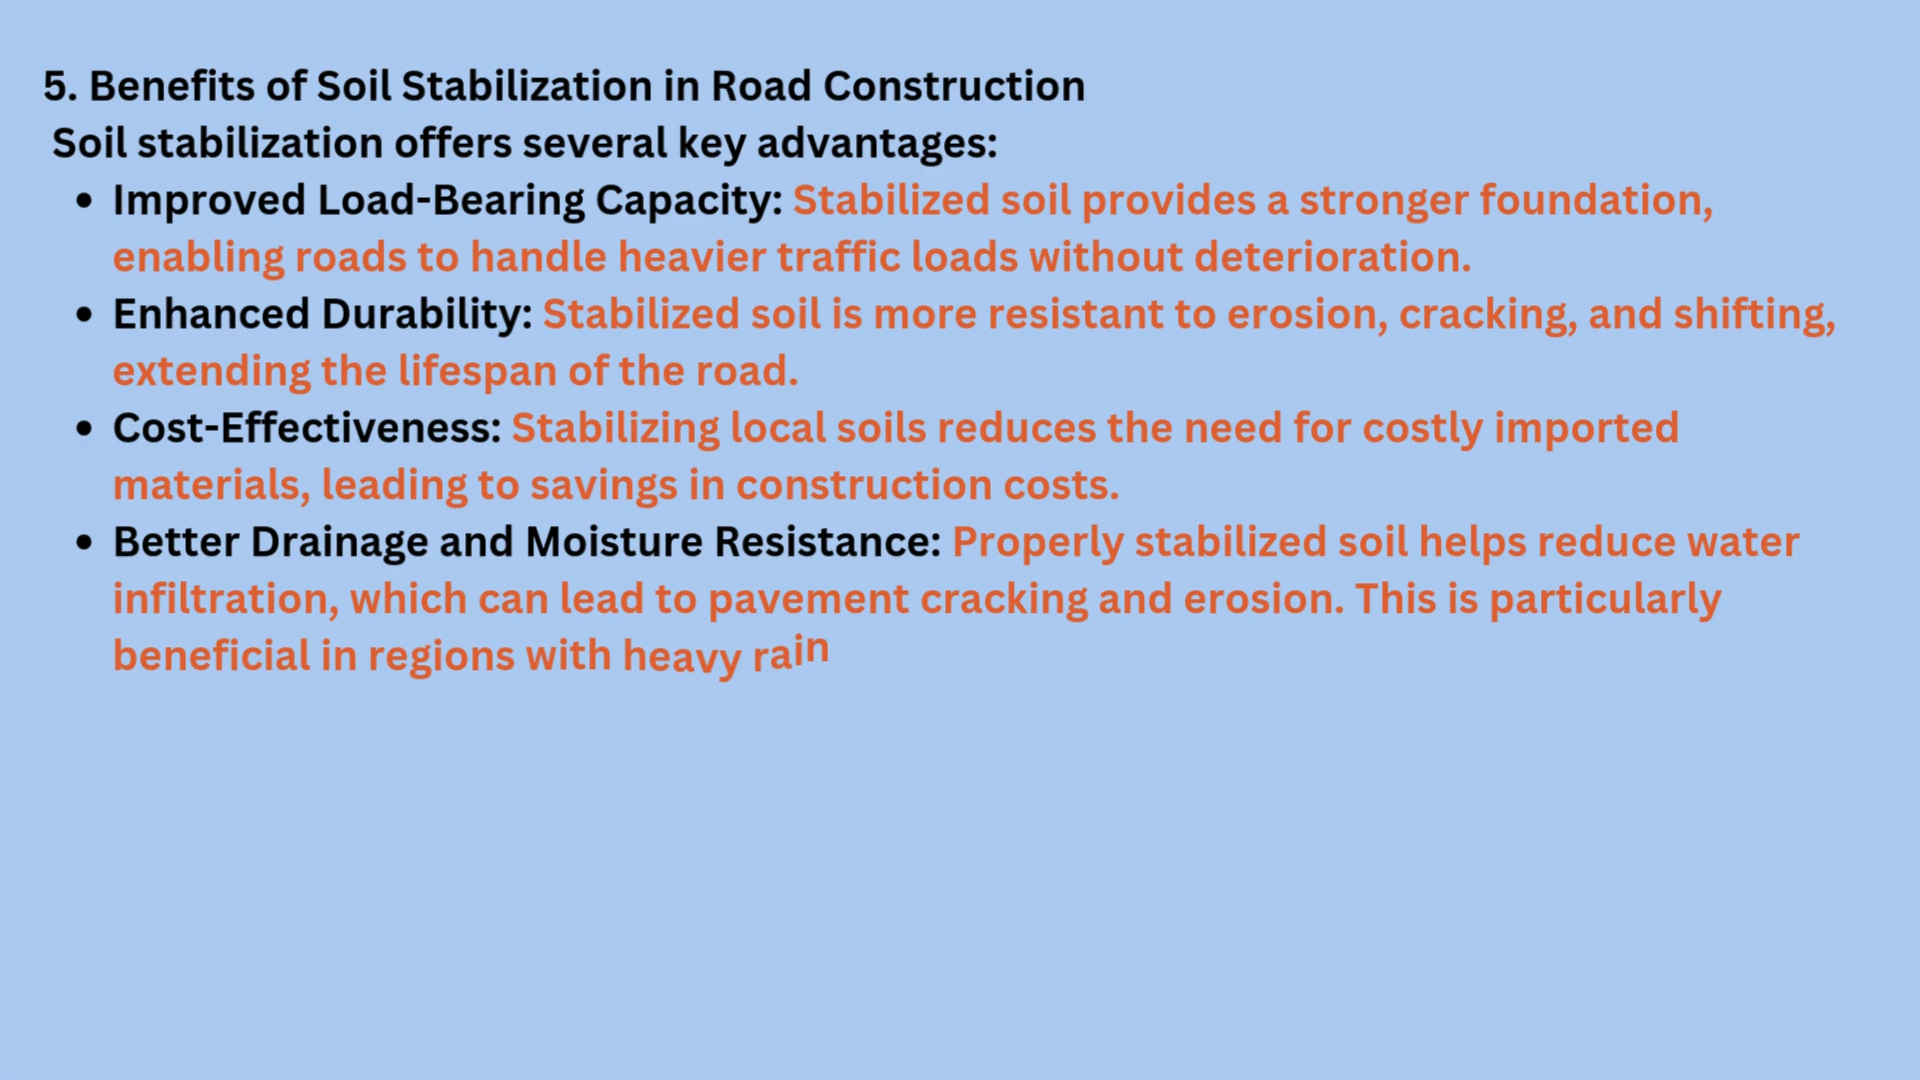 5. Benefits of Soil Stabilization in Road Construction
Soil stabilization offers several key advantages:
• Improved Load-Bearing Capacity: Stabilized soil provides a stronger foundation,
enabling roads to handle heavier traffic loads without deterioration.
• Enhanced Durability: Stabilized soil is more resistant to erosion, cracking, and shifting,
extending the lifespan of the road.
• Cost-Effectiveness: Stabilizing local soils reduces the need for costly imported
materials, leading to savings in construction costs.
• Better Drainage and Moisture Resistance: Properly stabilized soil helps reduce water
infiltration, which can lead to pavement cracking and erosion. This is particularly
beneficial in regions with heavy rain